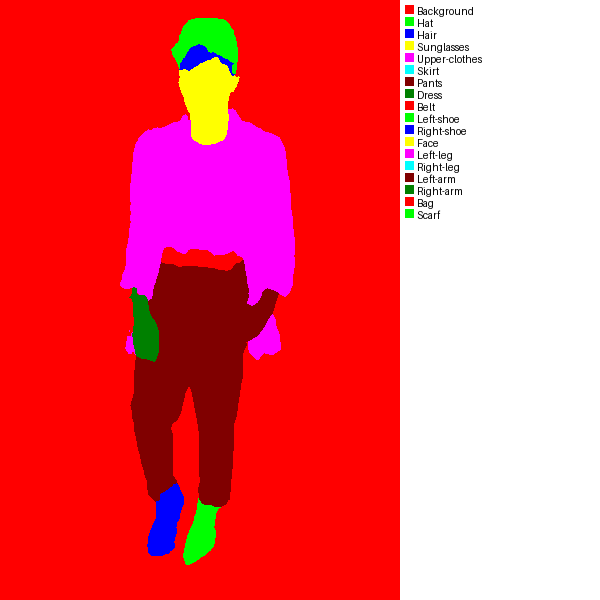 Background
Hat
Hair
Sunglasses
Upper-clothes
Skirt
Pants
Dress
Belt
Left-shoe
Right-shoe
Face
Left-leg
Right-leg
Left-arm
Right-arm
Bag
Scarf